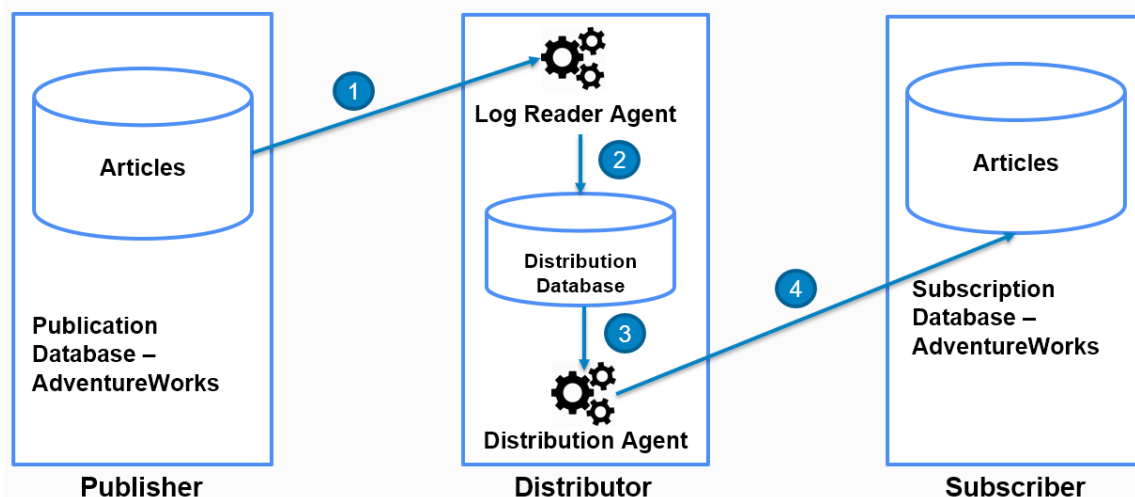 1
Log Reader Agent
Articles
2
Articles
Distribution
Database
4
Publication
Database –
AdventureWorks
3
Subscription
Database –
AdventureWorks
Distribution Agent
Publisher
Distributor
Subscriber